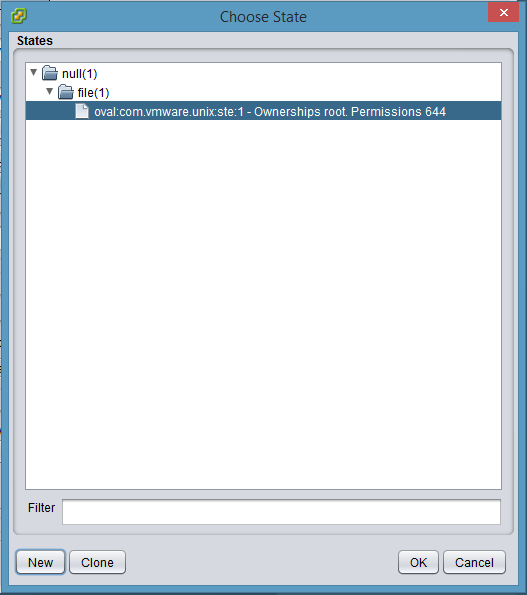 Choose State
States
null(1)
file(1)
oval:com.vmware.unix:ste:1 - Ownerships root. Permissions 644
Filter
New Clone OK Cancel